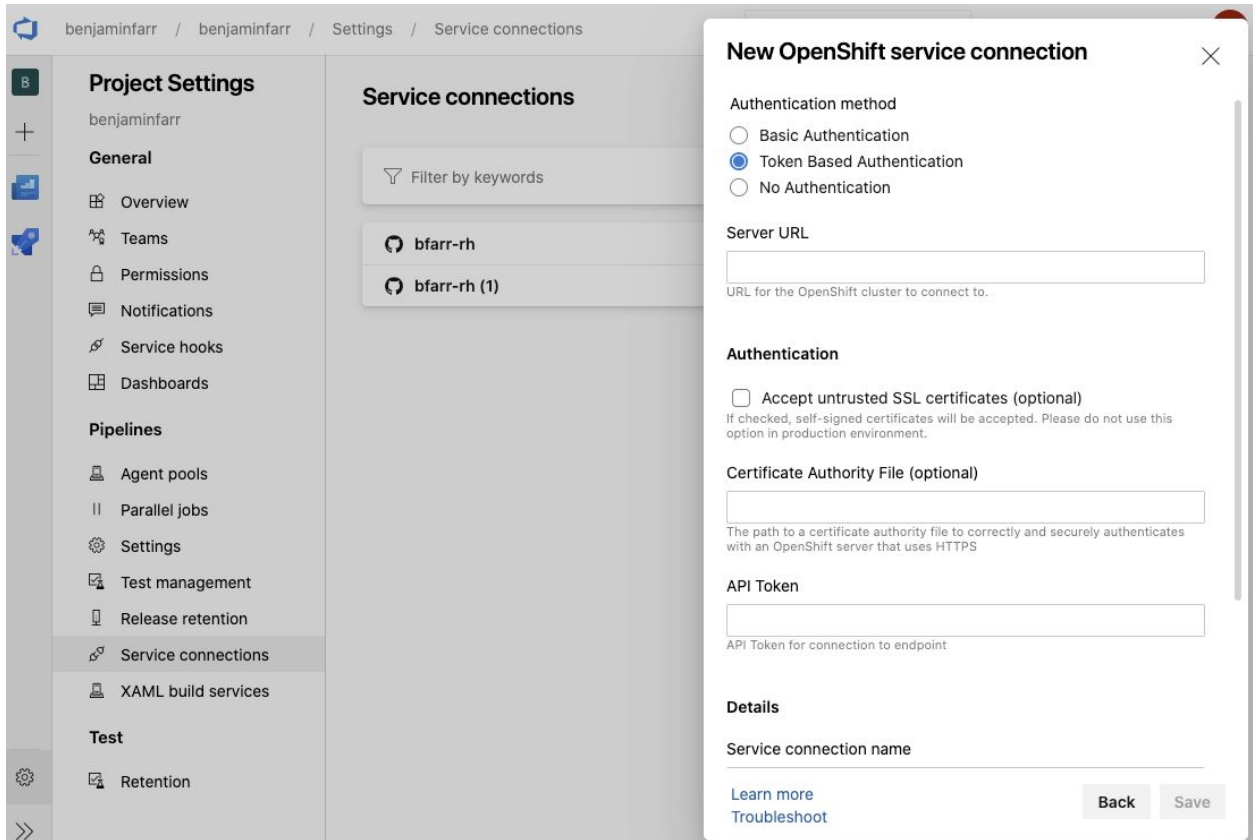 benjaminfarr / benjaminfarr / Settings / Service connections
B
Project Settings
benjaminfarr
General
Overview
Teams
Permissions
Notifications
Service hooks
Dashboards
Pipelines
Agent pools
Parallel jobs
Settings
Test management
Release retention
Service connections
XAML build services
Test
Retention
Service connections
Filter by keywords
bfarr-rh
bfarr-rh (1)
New OpenShift service connection
Authentication method
Basic Authentication
Token Based Authentication
No Authentication
Server URL
URL for the OpenShift cluster to connect to.
Authentication
Accept untrusted SSL certificates (optional)
If checked, self-signed certificates will be accepted. Please do not use this
option in production environment.
Certificate Authority File (optional)
The path to a certificate authority file to correctly and securely authenticates
with an OpenShift server that uses HTTPS
API Token
API Token for connection to endpoint
Details
Service connection name
Learn more
Troubleshoot
Back
Save